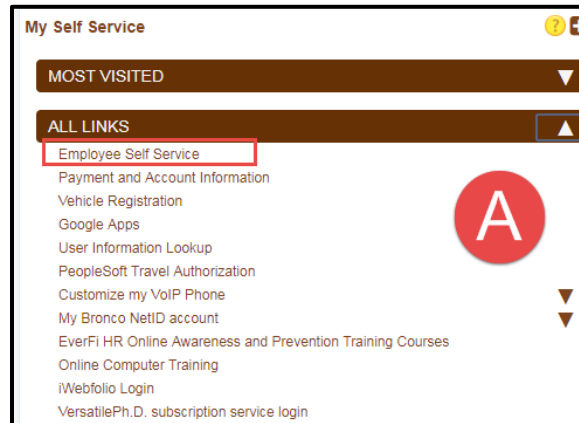 My Self Service
?
MOST VISITED
ALL LINKS
Employee Self Service
Payment and Account Information
Vehicle Registration
A
Google Apps
User Information Lookup
PeopleSoft Travel Authorization
Customize my VoIP Phone
My Bronco NetID account
EverFi HR Online Awareness and Prevention Training Courses
Online Computer Training
iWebfolio Login
VersatilePh.D. subscription service login